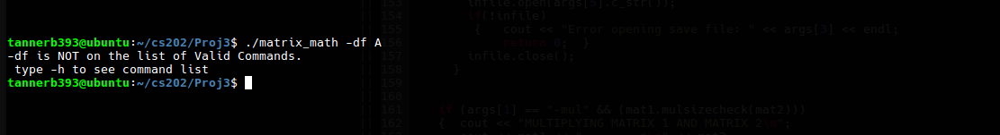 153 infile.open(args[5].c_str());
154 if(!infile)
155 { cout << "Error opening save file: " << args[3] << endl;
156 return 0; }
157 infile.close();
158 }
159
160
161 if (args[1] == "-mul" && (mat1.mulsizecheck(mat2)))
162 { cout << "MULTIPLYING MATRIX 1 AND MATRIX 2\n";
tannerb393@ubuntu:~/cs202/Proj3$ ./matrix_math -df A
-df is NOT on the list of Valid Commands.
type -h to see command list
tannerb393@ubuntu:~/cs202/Proj3$